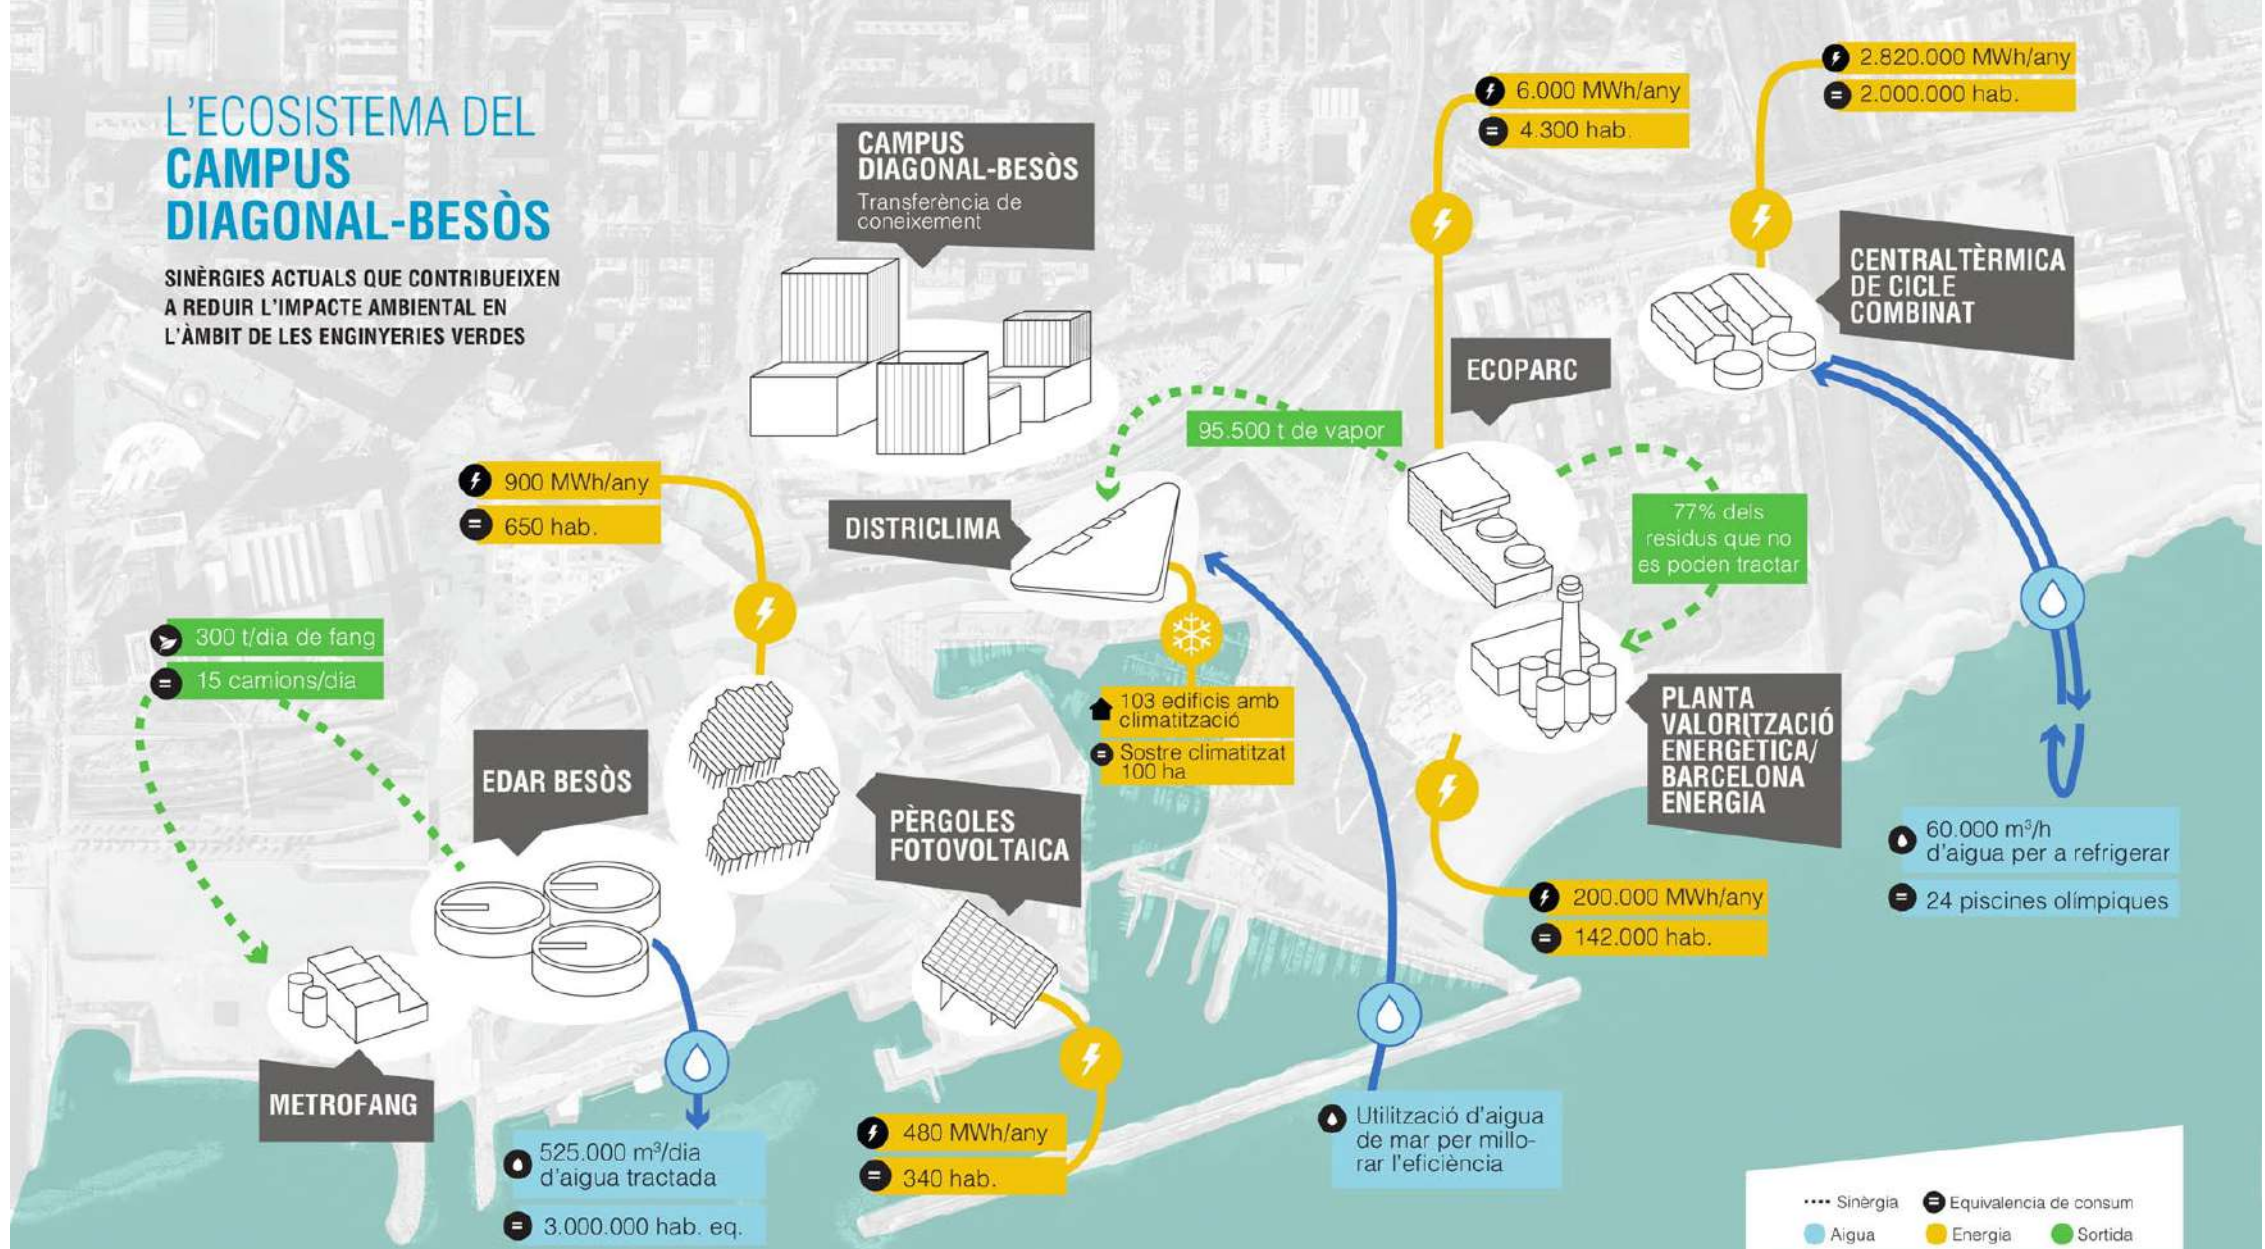 L'ECOSISTEMA DEL
CAMPUS
DIAGONAL-BESÒS
SINÈRGIES ACTUALS QUE CONTRIBUEIXEN
A REDUIR L'IMPACTE AMBIENTAL EN
L'ÀMBIT DE LES ENGINYERIES VERDES
CAMPUS
DIAGONAL-BESÒS
Transferència de
coneixement
6.000 MWh/any
= 4.300 hab.
2.820.000 MWh/any
= 2.000.000 hab.
CENTRAL TÈRMICA
DE CICLE
COMBINAT
ECOPARC
95.500 t de vapor
77% dels
residus que no
es poden tractar
900 MWh/any
= 650 hab.
DISTRICLIMA
300 t/dia de fang
= 15 camions/dia
103 edificis amb
climatització
= Sostre climatitzat
100 ha
PLANTA
VALORITZACIÓ
ENERGÈTICA/
BARCELONA
ENERGIA
EDAR BESÒS
PÈRGOLES
FOTOVOLTAICA
60.000 m³/h
d'aigua per a refrigerar
= 24 piscines olímpiques
200.000 MWh/any
= 142.000 hab.
METROFANG
525.000 m³/dia
d'aigua tractada
= 3.000.000 hab. eq.
480 MWh/any
= 340 hab.
Utilització d'aigua
de mar per millo-
rar l'eficiència
Sinèrgia
= Equivalencia de consum
Aigua
Energia
Sortida